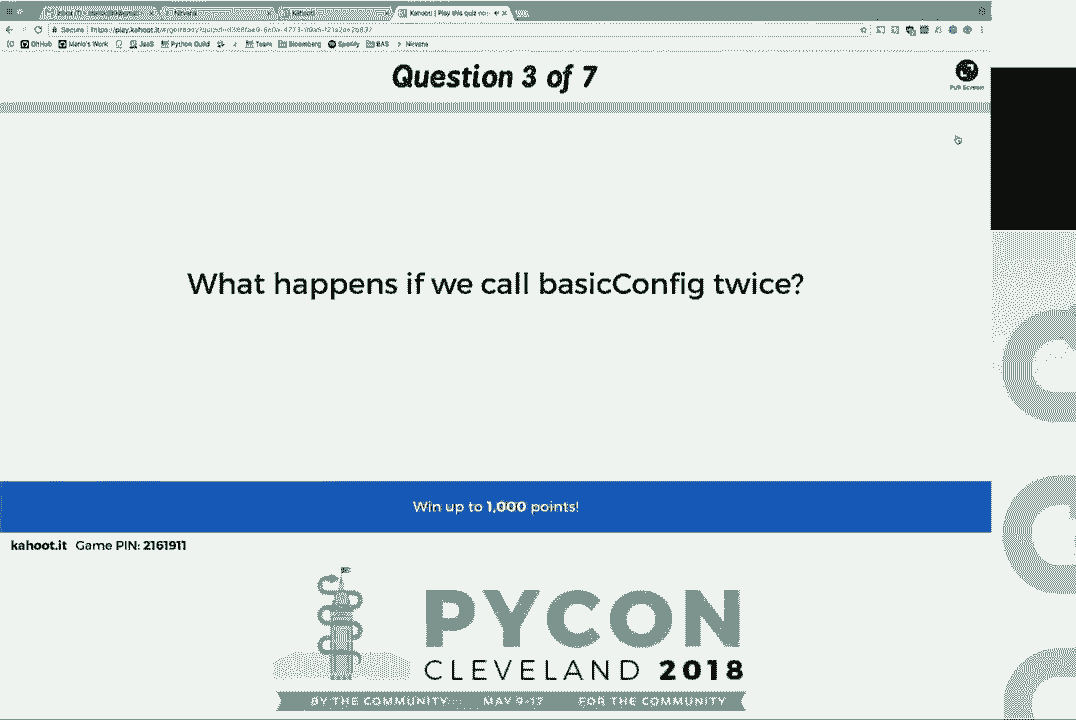 Kahoot! | Play this quiz no
Secure | https://play.kahoot.it/#/
GitHub Mario's Work JaaS Python Guild Team Bloomberg Spotify BAS > Nirvana
Question 3 of 7
Full Screen
What happens if we call basicConfig twice?
Win up to 1,000 points!
kahoot.it Game PIN: 2161911
PYCON
CLEVELAND 2018
BY THE COMMUNITY MAY 9-17 FOR THE COMMUNITY